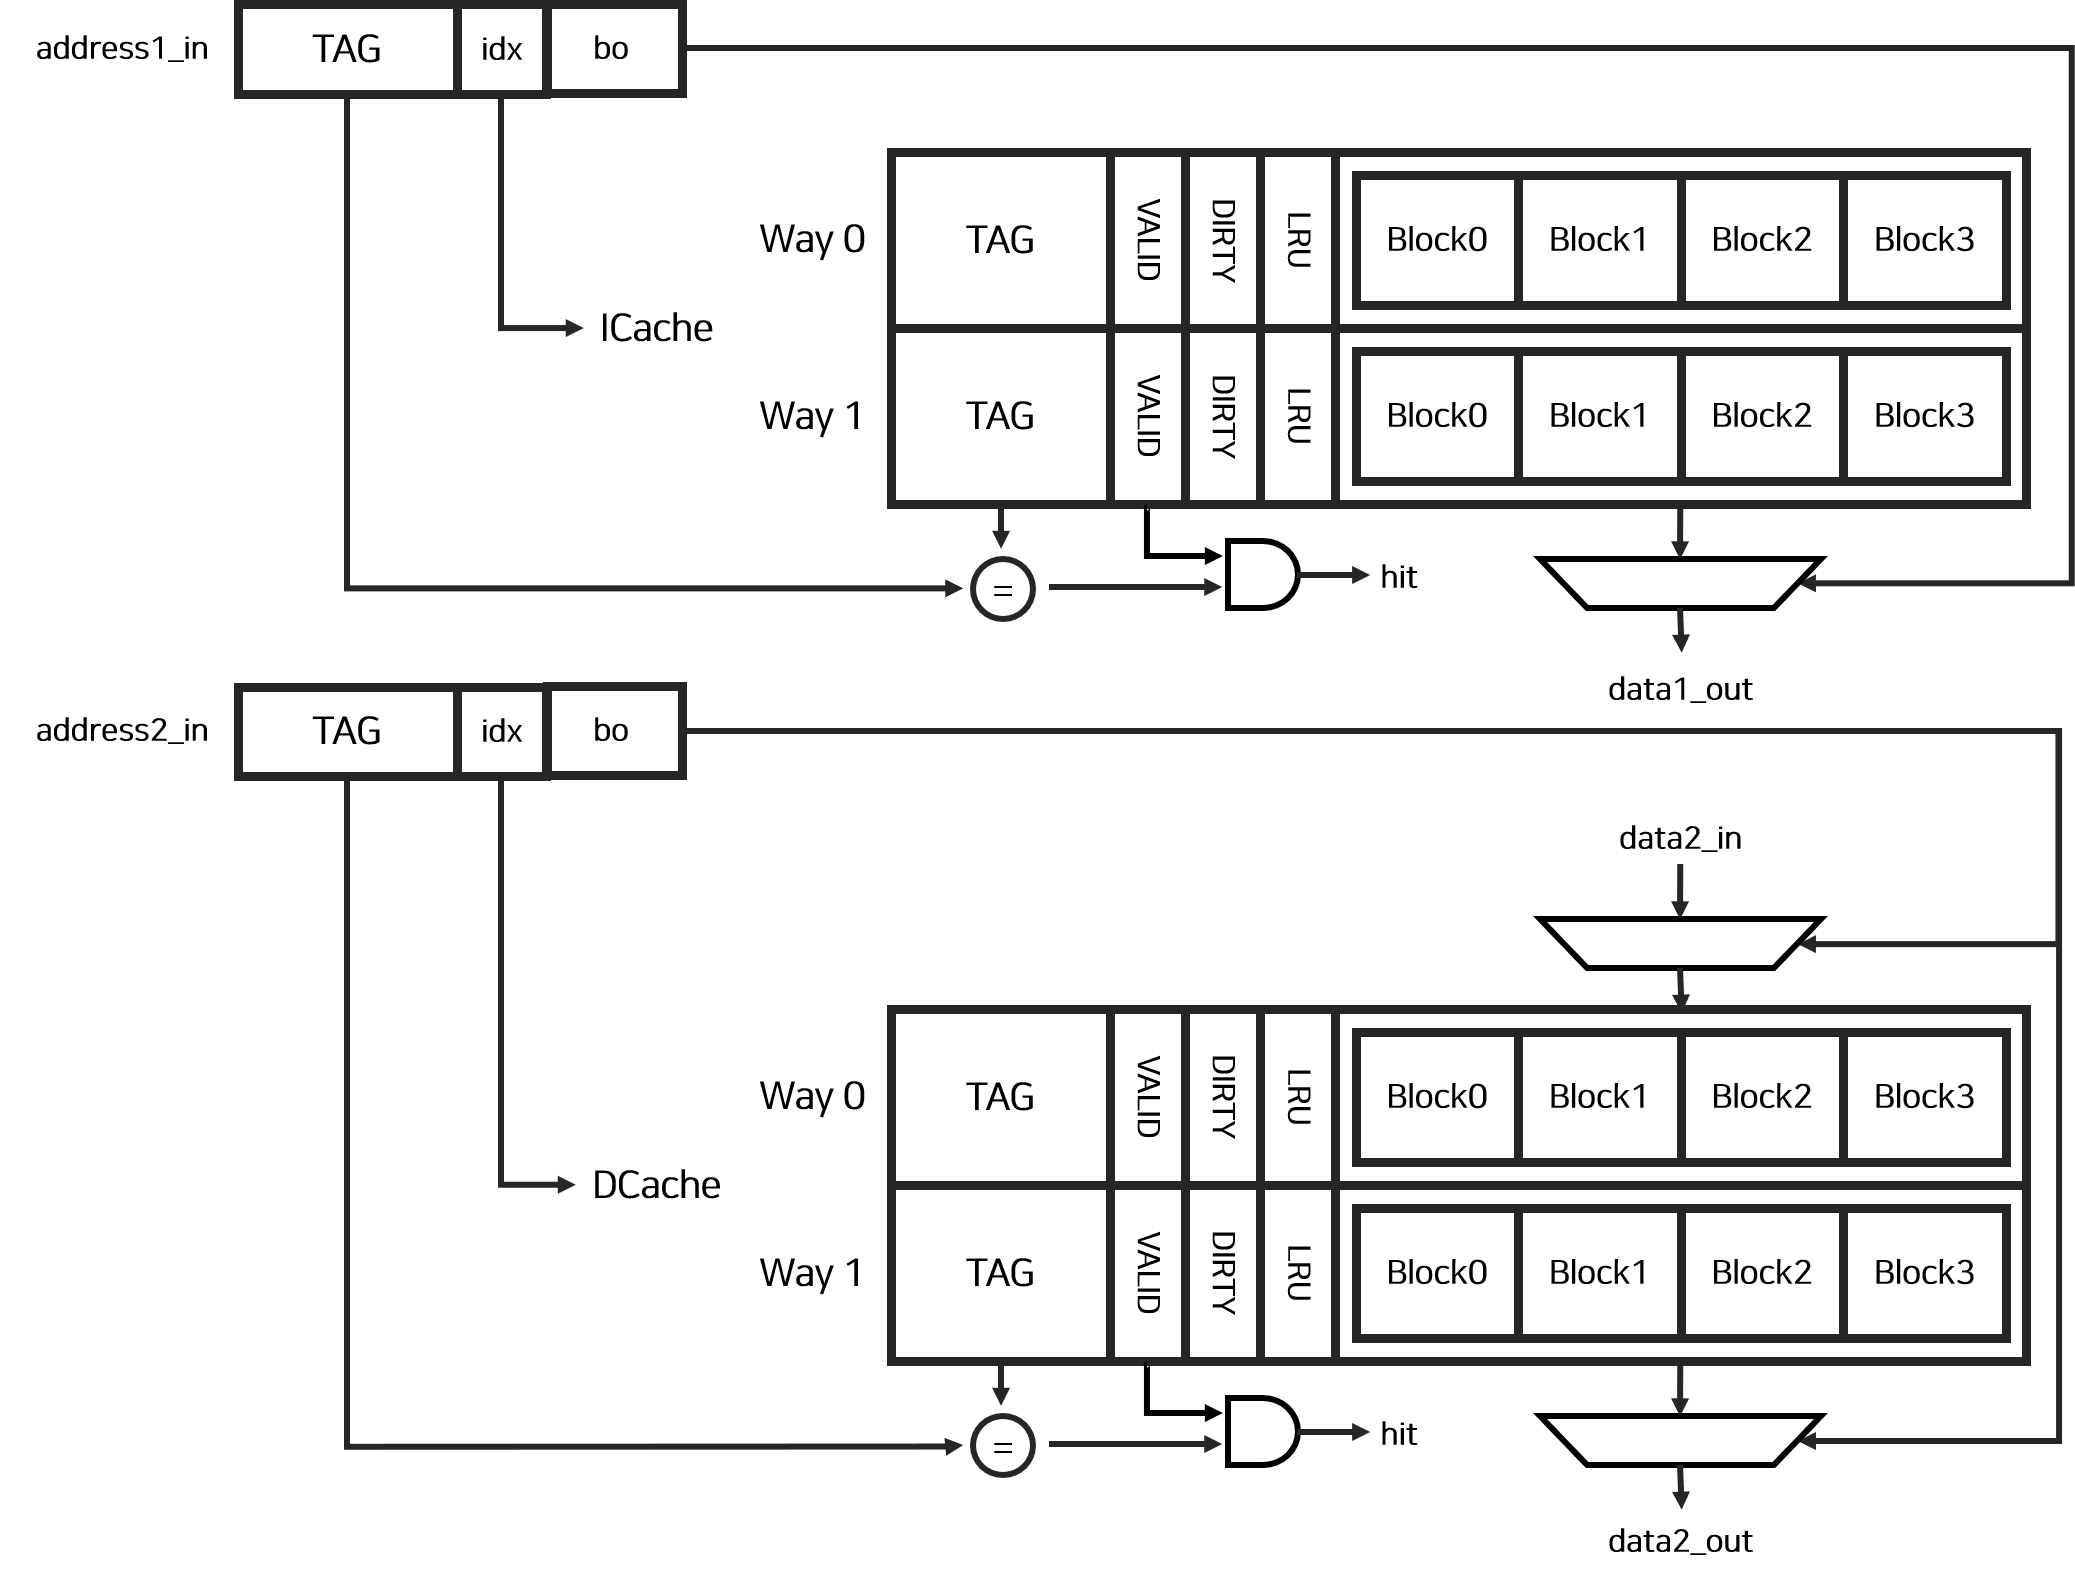 address1_in TAG idx bo
Way 0 TAG VALID DIRTY LRU Block0 Block1 Block2 Block3
ICache
Way 1 TAG VALID DIRTY LRU Block0 Block1 Block2 Block3
= hit
data1_out
address2_in TAG idx bo
data2_in
Way 0 TAG VALID DIRTY LRU Block0 Block1 Block2 Block3
DCache
Way 1 TAG VALID DIRTY LRU Block0 Block1 Block2 Block3
= hit
data2_out